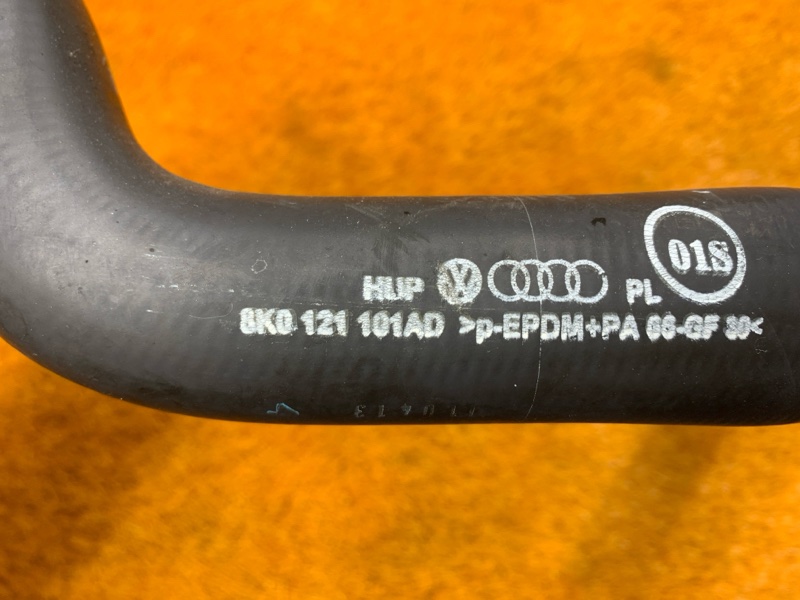 01S
HUP PL
8K0 121 101AD >p-EPDM+PA 66-GF 30<